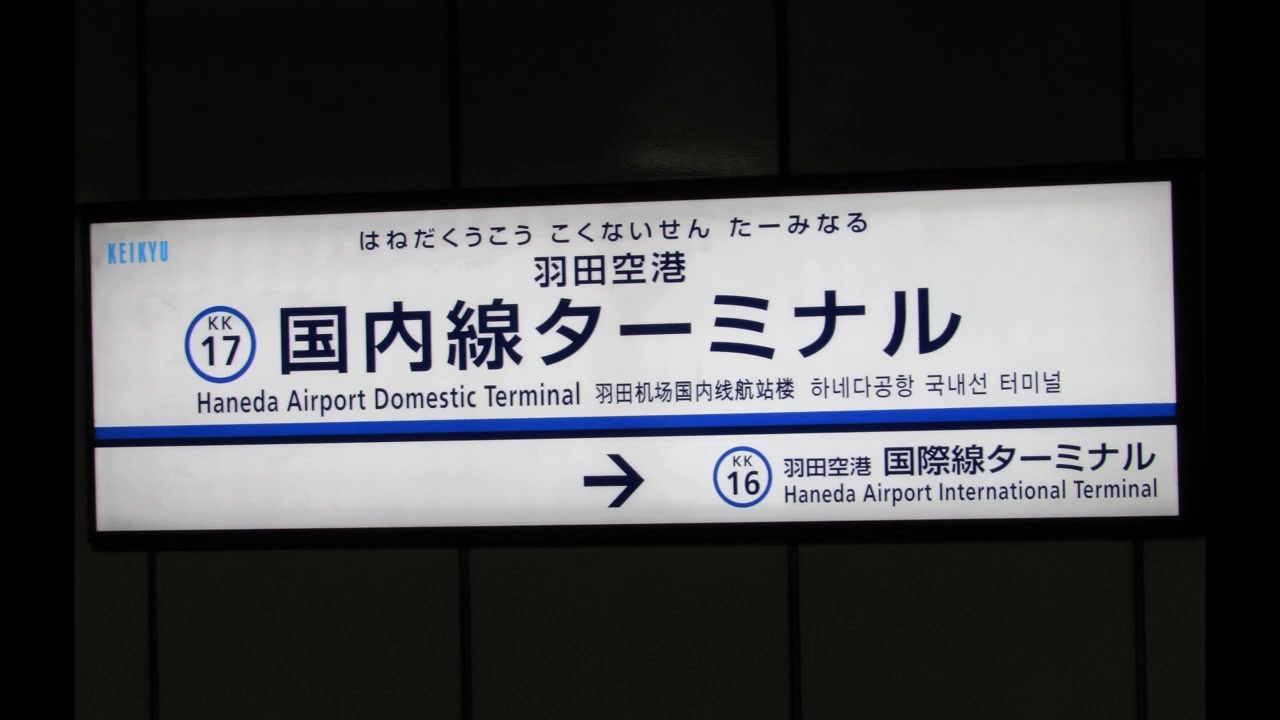 KEIKYU
はねだくうこう こくないせん たーみなる
羽田空港
KK
17
国内線ターミナル
Haneda Airport Domestic Terminal 羽田机场国内线航站楼 하네다공항 국내선 터미널
→
KK
16
羽田空港 国際線ターミナル
Haneda Airport International Terminal